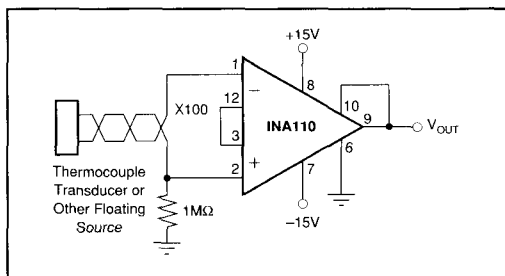 +15V
1
8
X100
12
−
10
INA110
9
VOUT
3
6
+
2
7
Thermocouple
Transducer or
Other Floating
Source
1MΩ
−15V